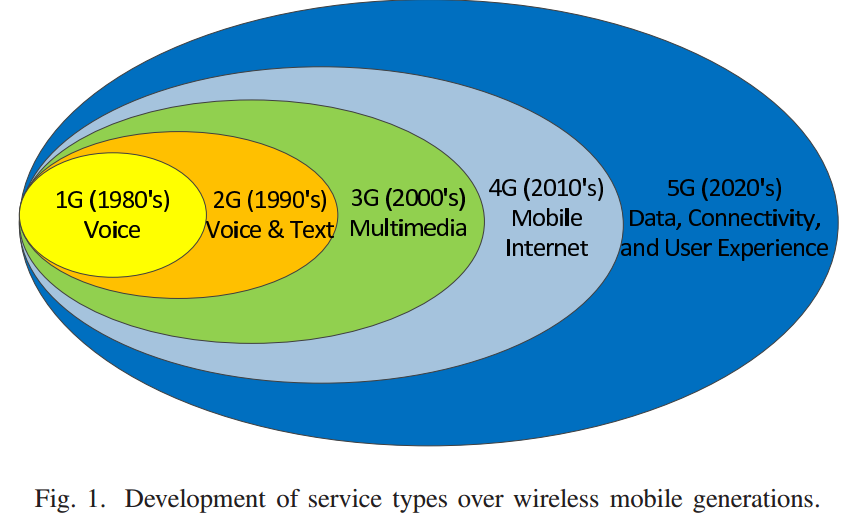 1G (1980's)
Voice
2G (1990's)
Voice & Text
3G (2000's)
Multimedia
4G (2010's)
Mobile
Internet
5G (2020's)
Data, Connectivity,
and User Experience
Fig. 1. Development of service types over wireless mobile generations.